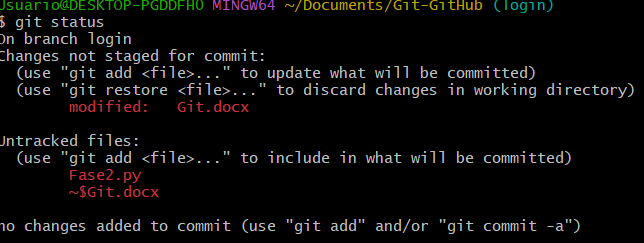 Usuario@DESKTOP-PGDDFHO MINGW64 ~/Documents/Git-GitHub (login)
$ git status
On branch login
Changes not staged for commit:
  (use "git add <file>..." to update what will be committed)
  (use "git restore <file>..." to discard changes in working directory)
        modified:   Git.docx

Untracked files:
  (use "git add <file>..." to include in what will be committed)
        Fase2.py
        ~$Git.docx

no changes added to commit (use "git add" and/or "git commit -a")